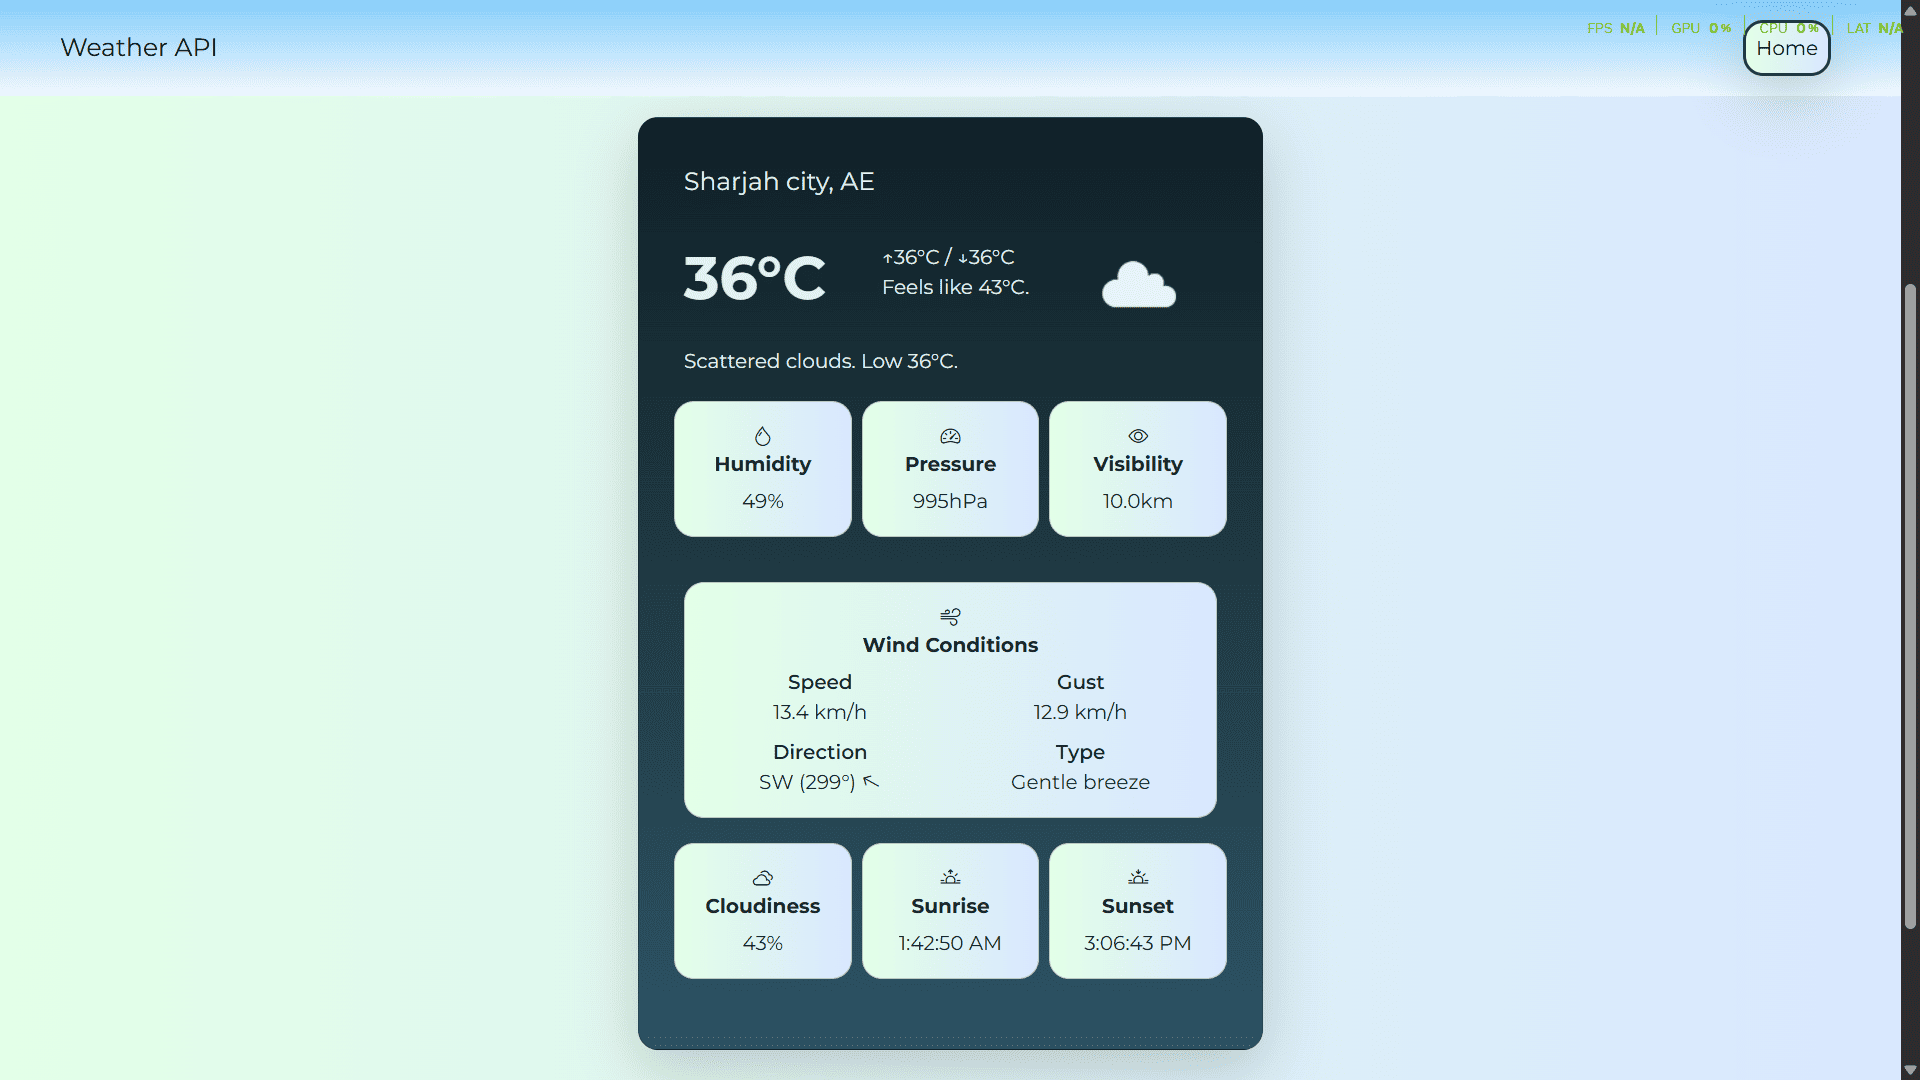 Weather API
FPS N/A
GPU 0%
CPU 0%
LAT N/A
Home
Sharjah city, AE
36°C
↑36°C / ↓36°C
Feels like 43°C.
Scattered clouds. Low 36°C.
Humidity
49%
Pressure
995hPa
Visibility
10.0km
Wind Conditions
Speed
13.4 km/h
Gust
12.9 km/h
Direction
SW (299°) ↖
Type
Gentle breeze
Cloudiness
43%
Sunrise
1:42:50 AM
Sunset
3:06:43 PM